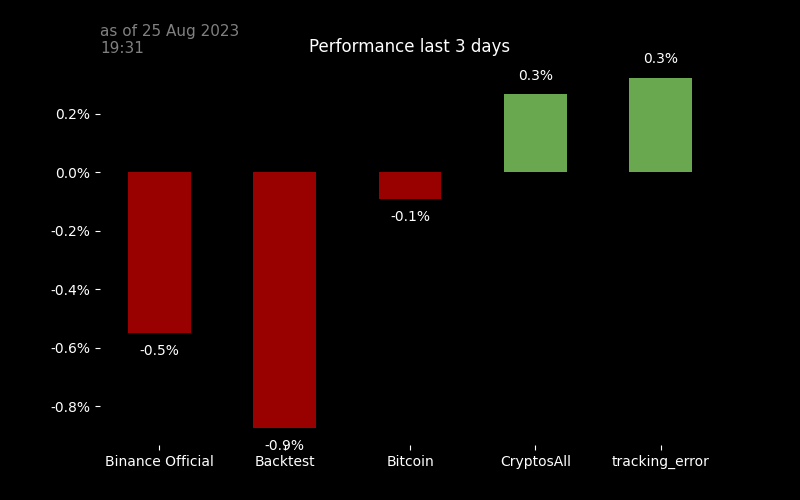 as of 25 Aug 2023
19:31
Performance last 3 days
0.3%
0.3%
0.2%
0.0%
-0.2%
-0.1%
-0.4%
-0.6%
-0.5%
-0.8%
-0.9%
Binance Official
Backtest
Bitcoin
CryptosAll
tracking_error